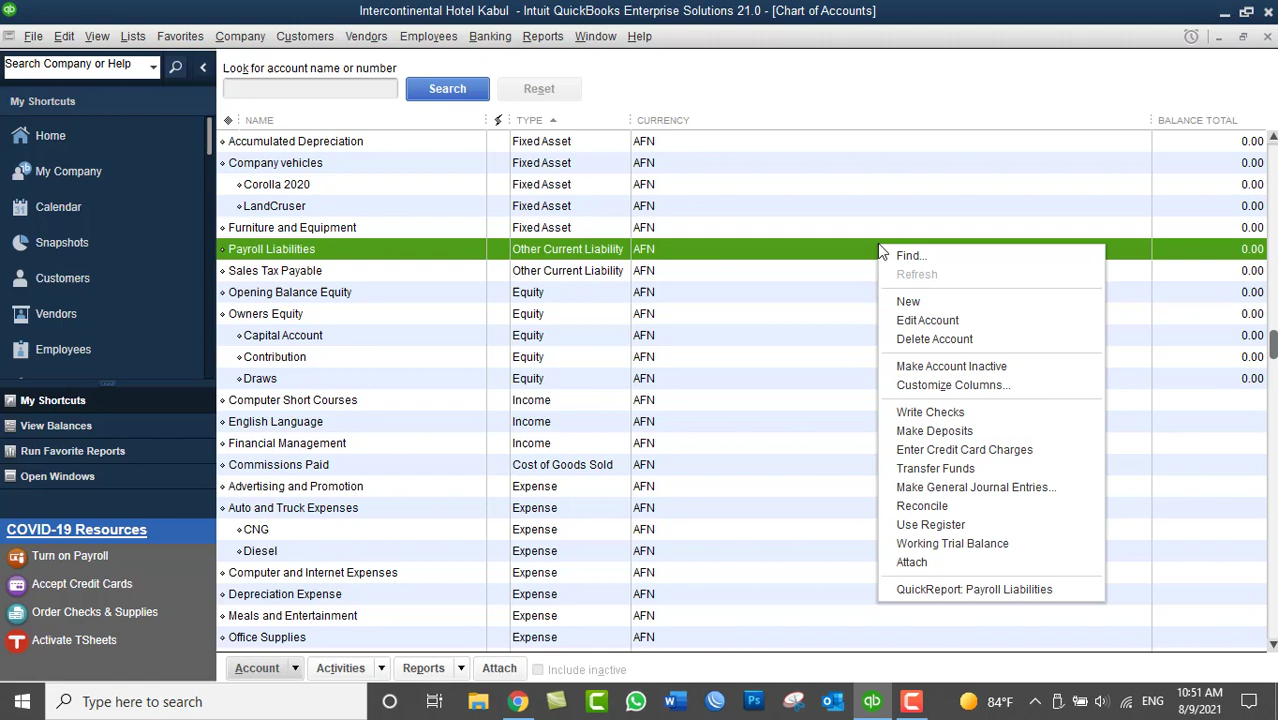 Intercontinental Hotel Kabul - Intuit QuickBooks Enterprise Solutions 21.0 - [Chart of Accounts]
File Edit View Lists Favorites Company Customers Vendors Employees Banking Reports Window Help
Search Company or Help
My Shortcuts
Home
My Company
Calendar
Snapshots
Customers
Vendors
Employees
My Shortcuts
View Balances
Run Favorite Reports
Open Windows
COVID-19 Resources
Turn on Payroll
Accept Credit Cards
Order Checks & Supplies
Activate TSheets
Look for account name or number
Search Reset
NAME TYPE CURRENCY BALANCE TOTAL
Accumulated Depreciation Fixed Asset AFN 0.00
Company vehicles Fixed Asset AFN 0.00
Corolla 2020 Fixed Asset AFN 0.00
LandCruser Fixed Asset AFN 0.00
Furniture and Equipment Fixed Asset AFN 0.00
Payroll Liabilities Other Current Liability AFN 0.00
Sales Tax Payable Other Current Liability AFN 0.00
Opening Balance Equity Equity AFN 0.00
Owners Equity Equity AFN 0.00
Capital Account Equity AFN 0.00
Contribution Equity AFN 0.00
Draws Equity AFN 0.00
Computer Short Courses Income AFN
English Language Income AFN
Financial Management Income AFN
Commissions Paid Cost of Goods Sold AFN
Advertising and Promotion Expense AFN
Auto and Truck Expenses Expense AFN
CNG Expense AFN
Diesel Expense AFN
Computer and Internet Expenses Expense AFN
Depreciation Expense Expense AFN
Meals and Entertainment Expense AFN
Office Supplies Expense AFN
Find...
Refresh
New
Edit Account
Delete Account
Make Account Inactive
Customize Columns...
Write Checks
Make Deposits
Enter Credit Card Charges
Transfer Funds
Make General Journal Entries...
Reconcile
Use Register
Working Trial Balance
Attach
QuickReport: Payroll Liabilities
Account Activities Reports Attach Include inactive
Type here to search
84°F ENG
10:51 AM
8/9/2021